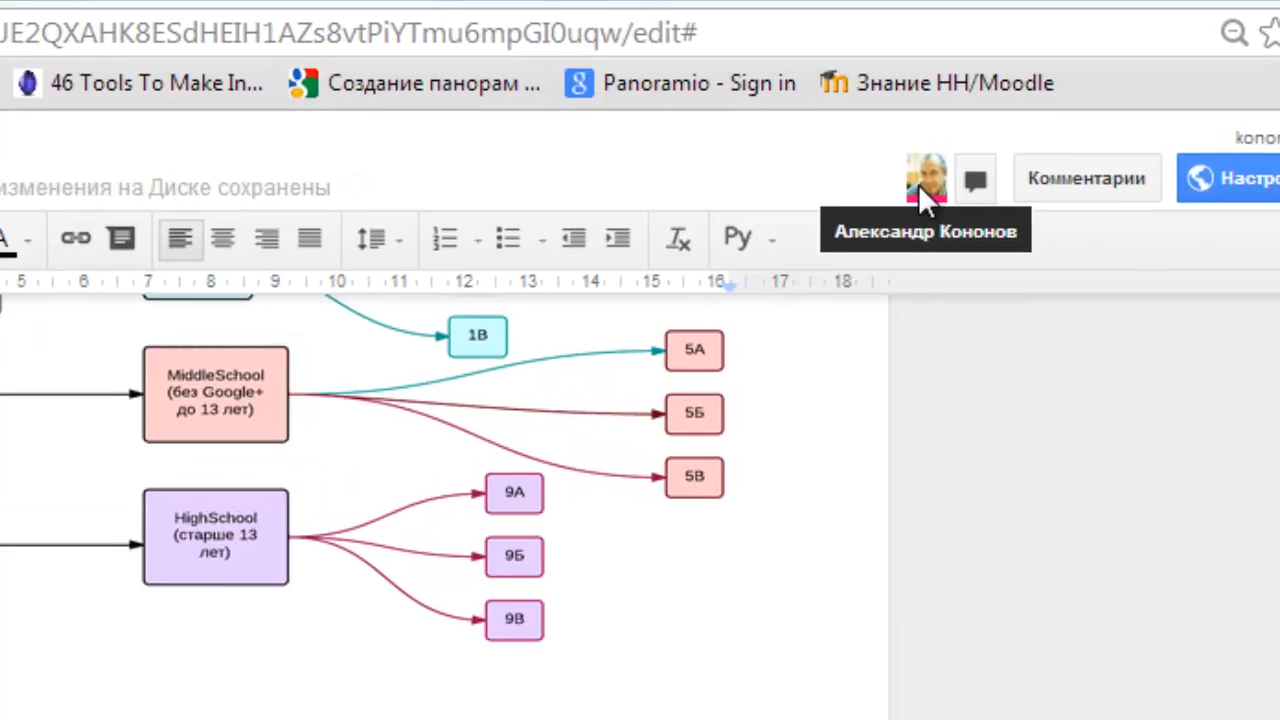 JE2QXAHK8ESdHEIH1AZs8vtPiYTmu6mpGI0uqw/edit#
46 Tools To Make In... Создание панорам ... Panoramio - Sign in Знание НН/Moodle
konon
изменения на Диске сохранены
Комментарии
Настро
Александр Кононов
A
Ру
5 6 7 8 9 10 11 12 13 14 15 16 17 18
1В
MiddleSchool
(без Google+
до 13 лет)
5А
5Б
5В
HighSchool
(старше 13
лет)
9А
9Б
9В